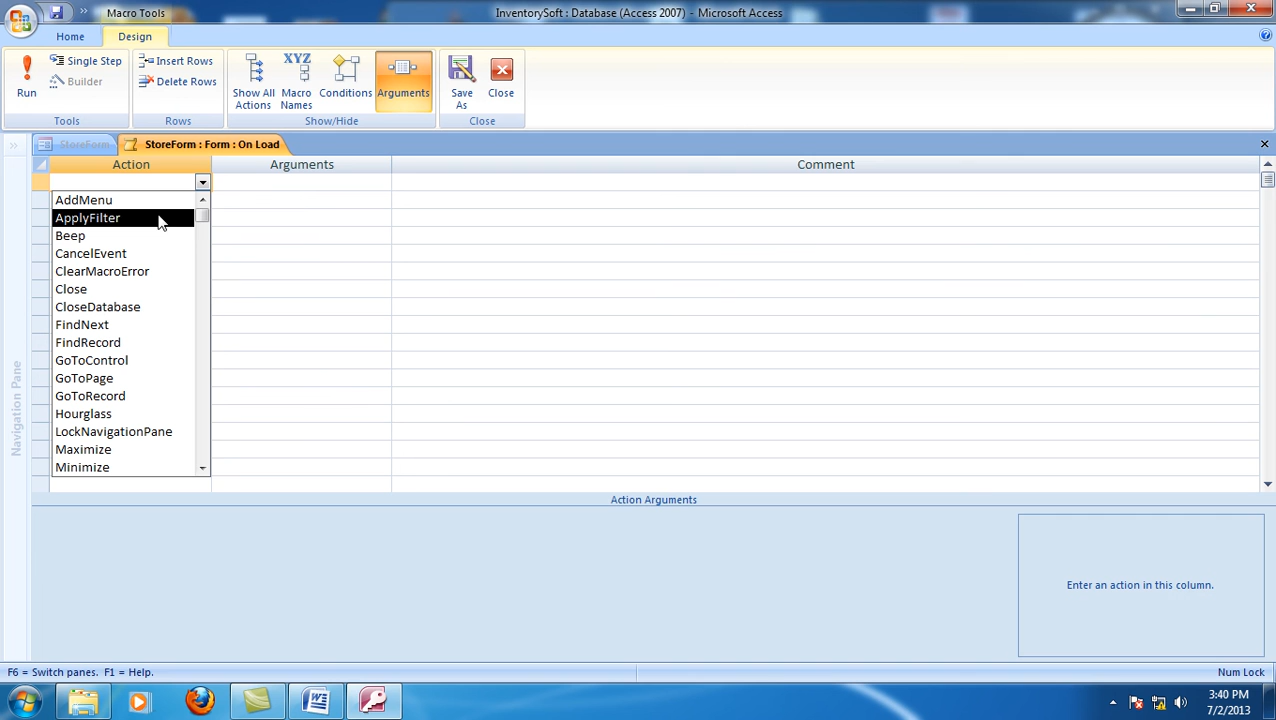 Macro Tools
InventorySoft : Database (Access 2007) - Microsoft Access
Home
Design
Run
Single Step
Builder
Tools
Insert Rows
Delete Rows
Rows
Show All Actions
Macro Names
Conditions
Arguments
Show/Hide
Save As
Close
Close
StoreForm
StoreForm : Form : On Load
Action
Arguments
Comment
AddMenu
ApplyFilter
Beep
CancelEvent
ClearMacroError
Close
CloseDatabase
FindNext
FindRecord
GoToControl
GoToPage
GoToRecord
Hourglass
LockNavigationPane
Maximize
Minimize
Navigation Pane
Action Arguments
Enter an action in this column.
F6 = Switch panes. F1 = Help.
Num Lock
3:40 PM
7/2/2013